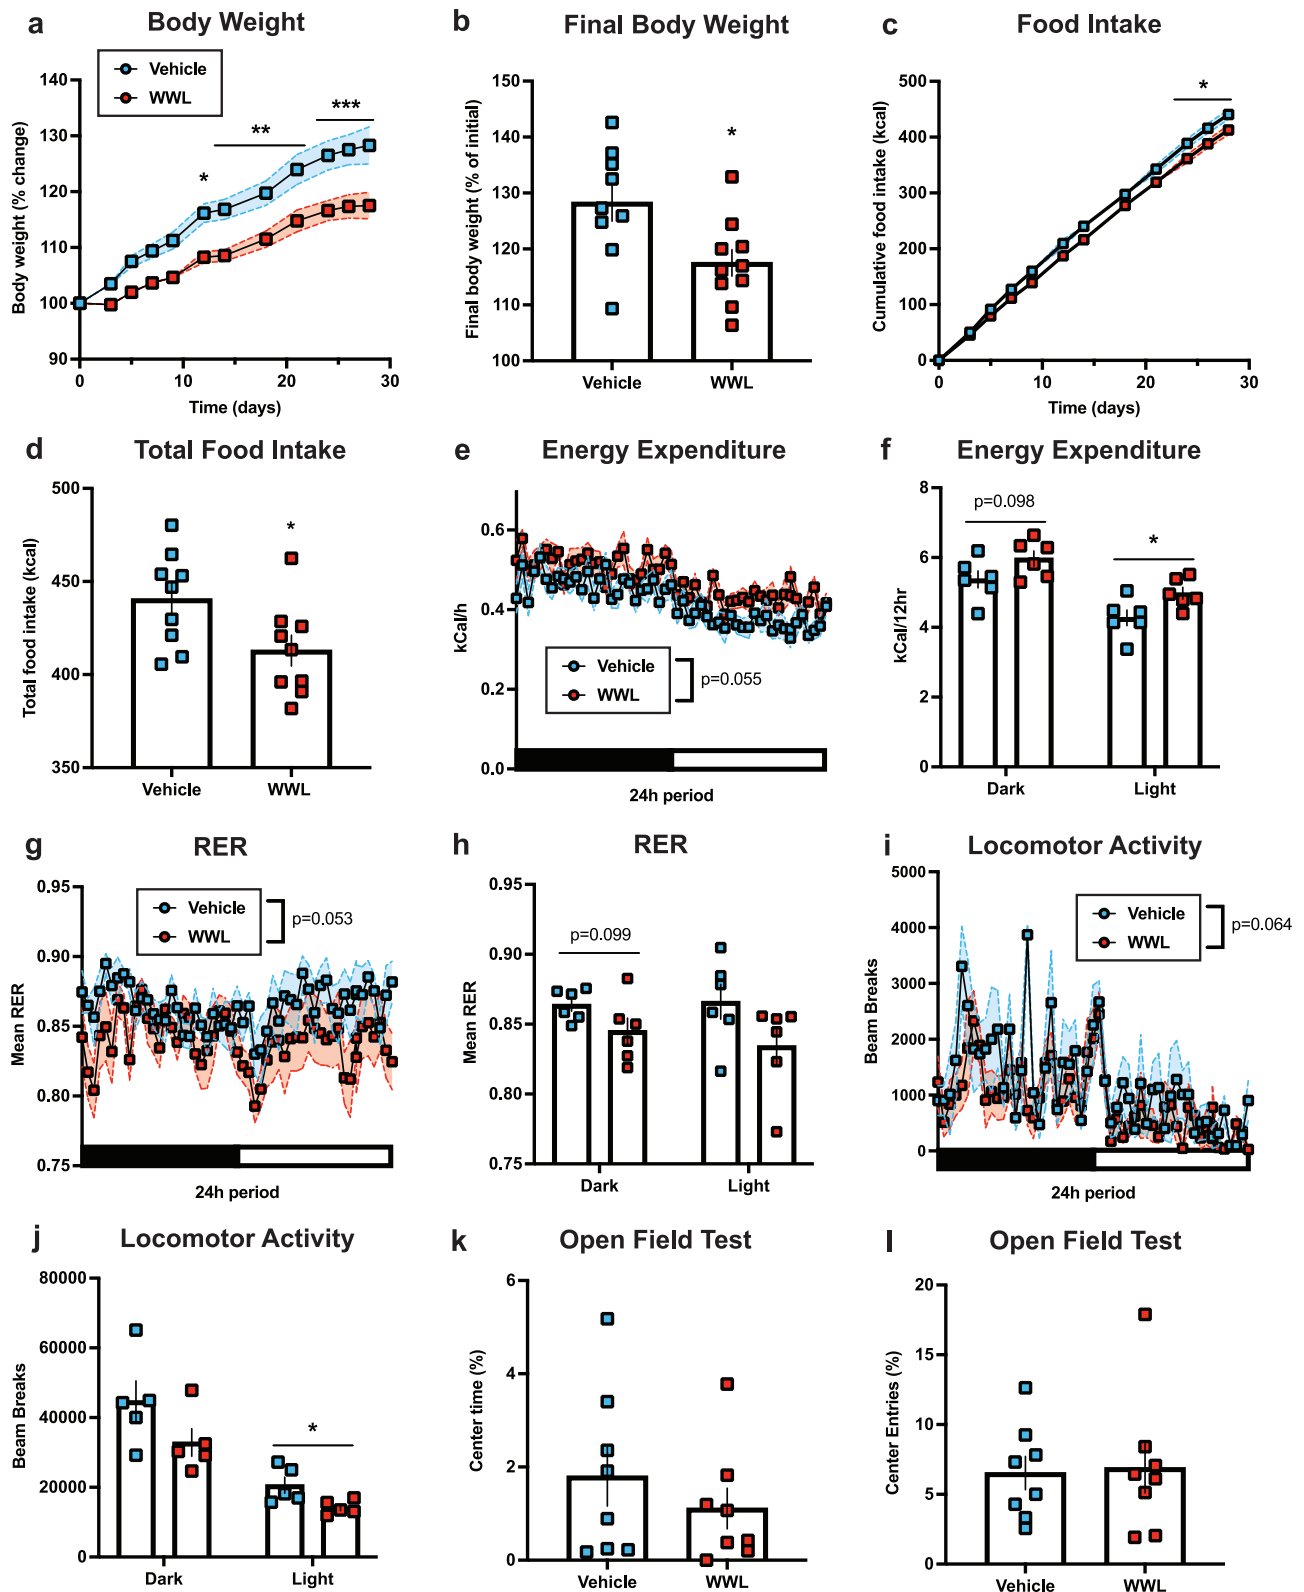 a Body Weight
Vehicle
WWL
Body weight (% change)
140
130
120
110
100
90
*
**
***
0 10 20 30
Time (days)
b Final Body Weight
Final body weight (% of initial)
150
140
130
120
110
100
*
Vehicle WWL
c Food Intake
Cumulative food intake (kcal)
500
400
300
200
100
0
*
0 10 20 30
Time (days)
d Total Food Intake
Total food intake (kcal)
500
450
400
350
*
Vehicle WWL
e Energy Expenditure
kCal/h
0.6
0.4
0.2
0.0
Vehicle
WWL
p=0.055
24h period
f Energy Expenditure
kCal/12hr
8
6
4
2
0
p=0.098
*
Dark Light
g RER
Mean RER
0.95
0.90
0.85
0.80
0.75
Vehicle
WWL
p=0.053
24h period
h RER
Mean RER
0.95
0.90
0.85
0.80
0.75
p=0.099
Dark Light
i Locomotor Activity
Beam Breaks
5000
4000
3000
2000
1000
0
Vehicle
WWL
p=0.064
24h period
j Locomotor Activity
Beam Breaks
80000
60000
40000
20000
0
*
Dark Light
k Open Field Test
Center time (%)
6
4
2
0
Vehicle WWL
l Open Field Test
Center Entries (%)
20
15
10
5
0
Vehicle WWL